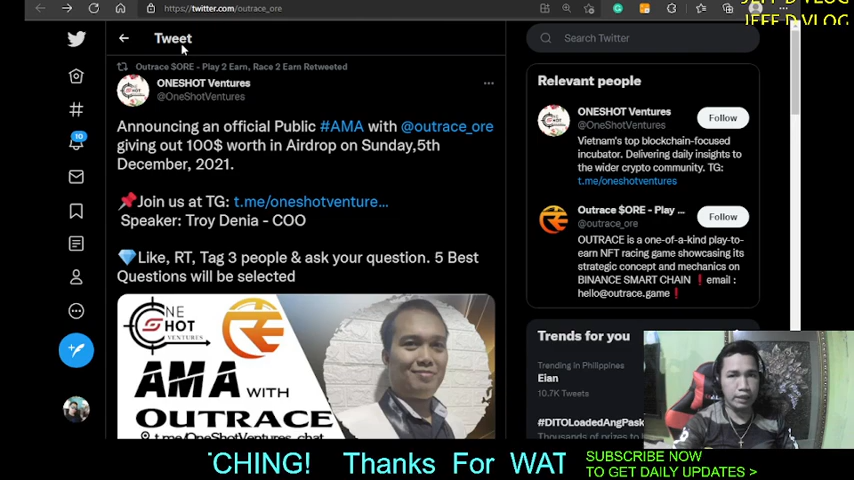 https://twitter.com/outrace_ore
JEFF D VLOG
JEFF D VLOG
Tweet
Search Twitter
Outrace $ORE - Play 2 Earn, Race 2 Earn Retweeted
ONESHOT Ventures
@OneShotVentures
Announcing an official Public #AMA with @outrace_ore
giving out 100$ worth in Airdrop on Sunday,5th
December, 2021.
📌Join us at TG: t.me/oneshotventure...
Speaker: Troy Denia - COO
💎Like, RT, Tag 3 people & ask your question. 5 Best
Questions will be selected
ONE
SHOT
VENTURES
AMA WITH
OUTRACE
t.me/OneShotVentures_chat
10
Relevant people
ONESHOT Ventures
@OneShotVentures
Follow
Vietnam's top blockchain-focused
incubator. Delivering daily insights to
the wider crypto community. TG:
t.me/oneshotventures
Outrace $ORE - Play ...
@outrace_ore
Follow
OUTRACE is a one-of-a-kind play-to-
earn NFT racing game showcasing its
strategic concept and mechanics on
BINANCE SMART CHAIN ❗ email :
hello@outrace.game❗
Trends for you
Trending in Philippines
Eian
10.7K Tweets
#DITOLoadedAngPask
Thousands of prizes to
CHING! Thanks For WAT
SUBSCRIBE NOW
TO GET DAILY UPDATES >